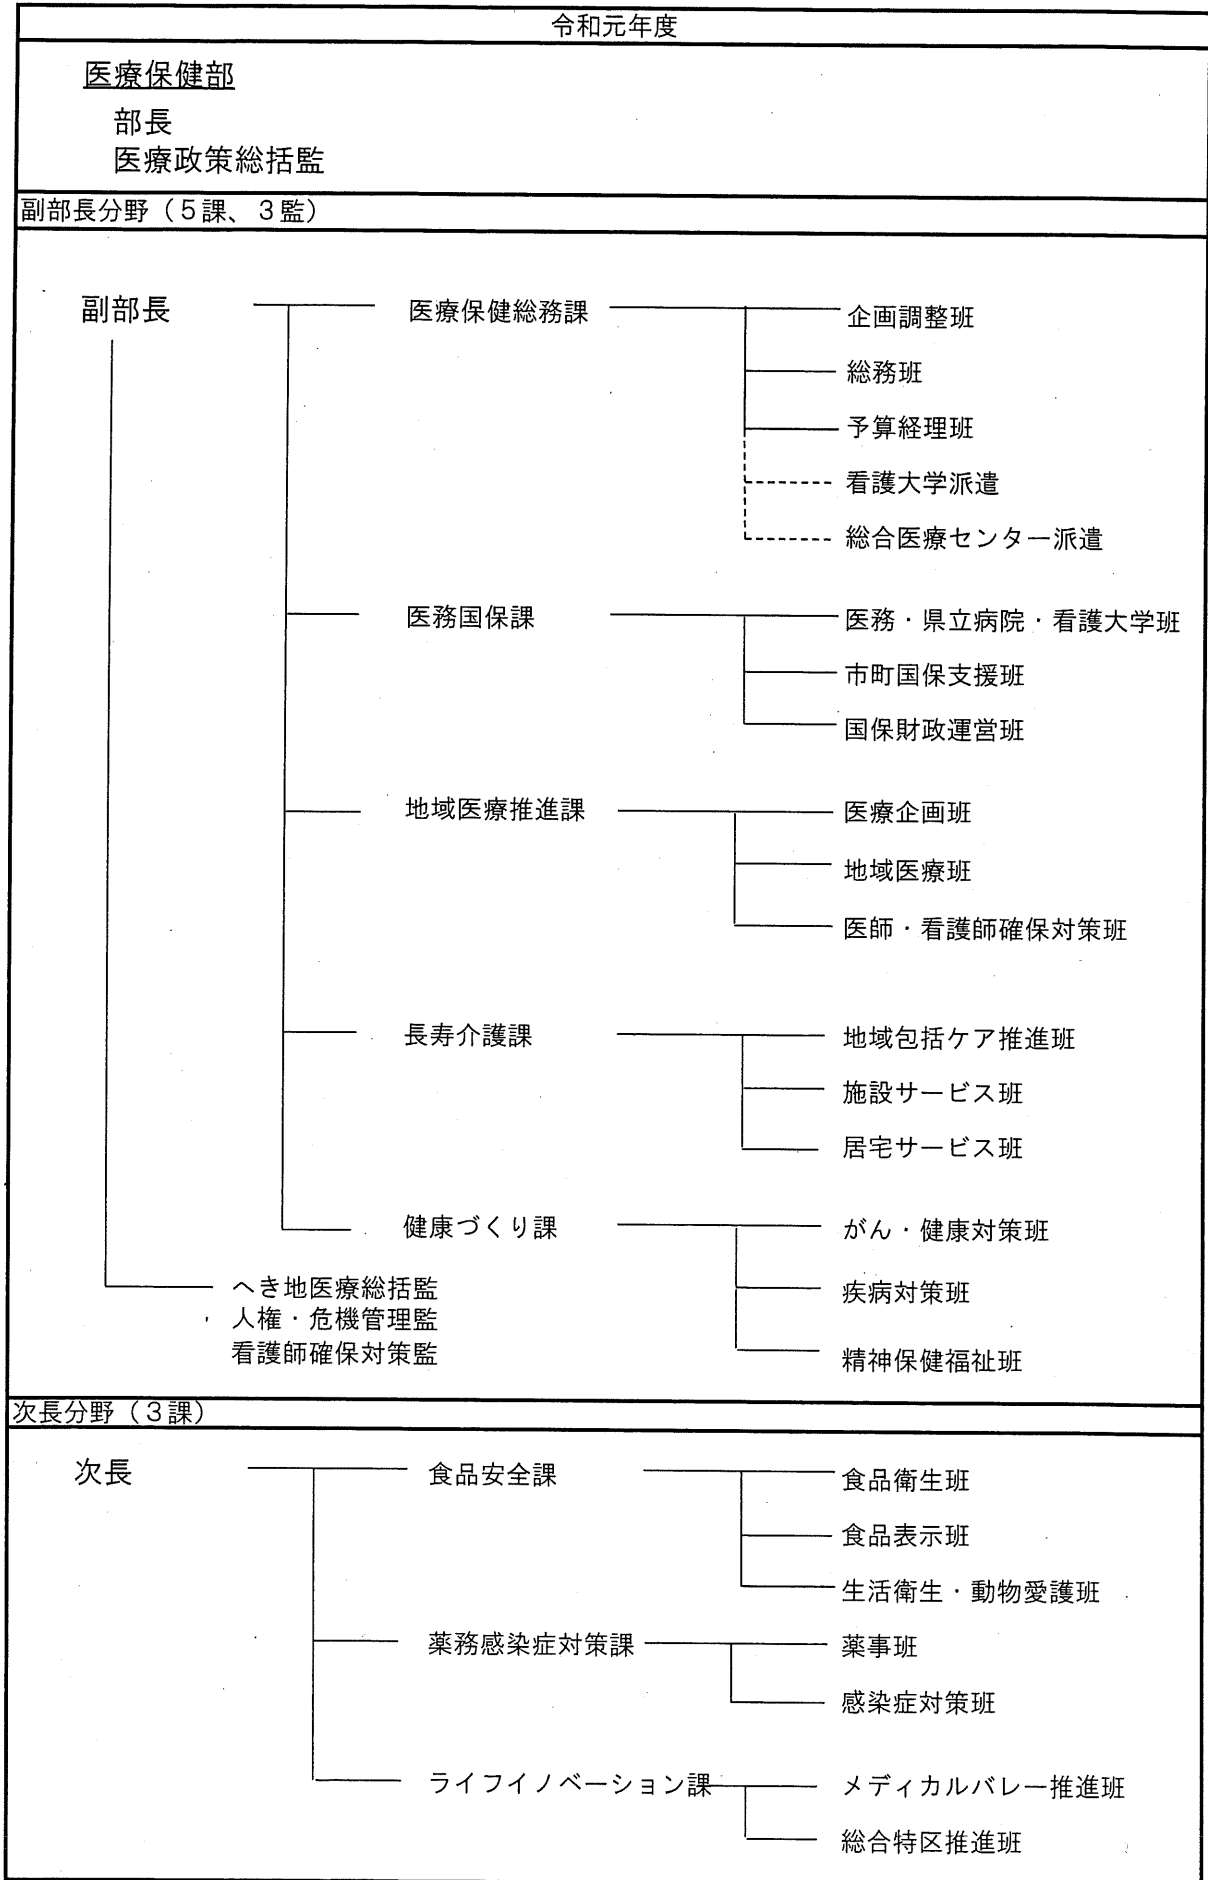 令和元年度
医療保健部
部長
医療政策総括監
副部長分野（５課、３監）
副部長
医療保健総務課
企画調整班
総務班
予算経理班
看護大学派遣
総合医療センター派遣
医務国保課
医務・県立病院・看護大学班
市町国保支援班
国保財政運営班
地域医療推進課
医療企画班
地域医療班
医師・看護師確保対策班
長寿介護課
地域包括ケア推進班
施設サービス班
居宅サービス班
健康づくり課
がん・健康対策班
疾病対策班
精神保健福祉班
へき地医療総括監
人権・危機管理監
看護師確保対策監
次長分野（３課）
次長
食品安全課
食品衛生班
食品表示班
生活衛生・動物愛護班
薬務感染症対策課
薬事班
感染症対策班
ライフイノベーション課
メディカルバレー推進班
総合特区推進班